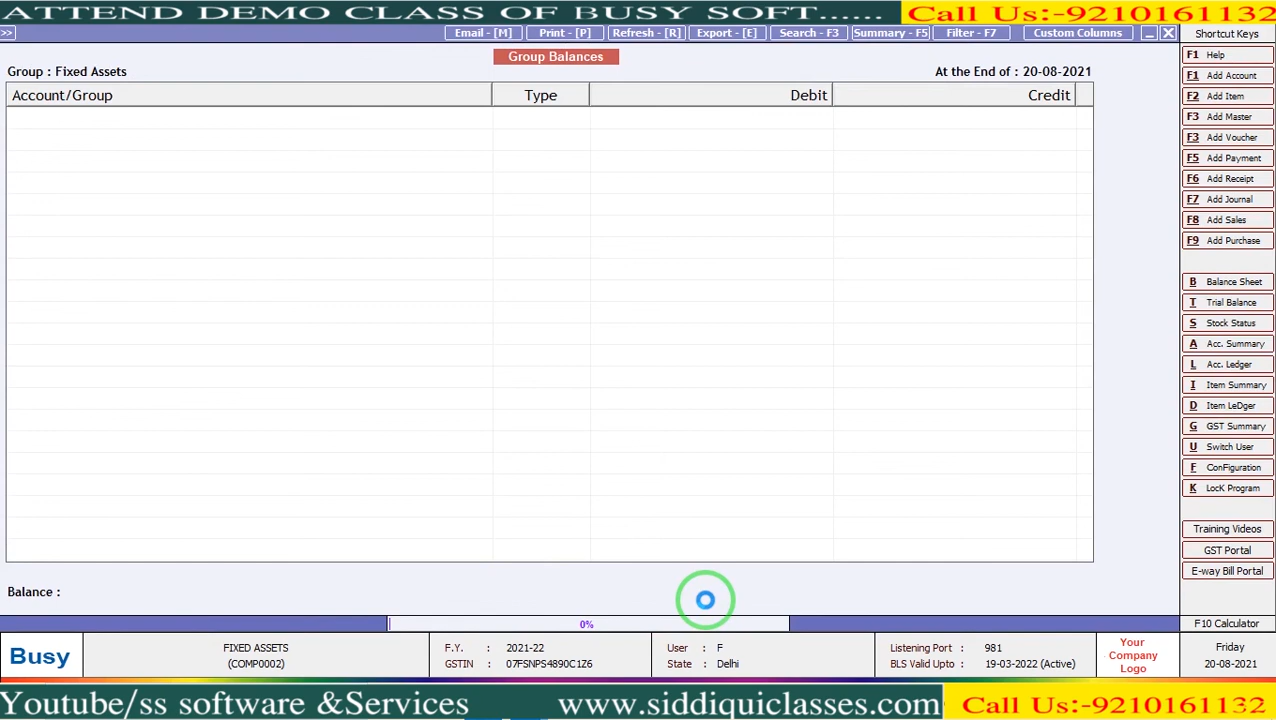 ATTEND DEMO CLASS OF BUSY SOFT......
Call Us:-9210161132
>>
Email - [M]
Print - [P]
Refresh - [R]
Export - [E]
Search - F3
Summary - F5
Filter - F7
Custom Columns
Shortcut Keys
Group Balances
Group : Fixed Assets
At the End of : 20-08-2021
Account/Group
Type
Debit
Credit
F1 Help
F1 Add Account
F2 Add Item
F3 Add Master
F3 Add Voucher
F5 Add Payment
F6 Add Receipt
F7 Add Journal
F8 Add Sales
F9 Add Purchase
B Balance Sheet
T Trial Balance
S Stock Status
A Acc. Summary
L Acc. Ledger
I Item Summary
D Item LeDger
G GST Summary
U Switch User
F ConFiguration
K LocK Program
Training Videos
GST Portal
E-way Bill Portal
Balance :
0%
F10 Calculator
Busy
FIXED ASSETS
(COMP0002)
F.Y. : 2021-22
GSTIN : 07FSNPS4890C1Z6
User : F
State : Delhi
Listening Port : 981
BLS Valid Upto : 19-03-2022 (Active)
Your
Company
Logo
Friday
20-08-2021
Youtube/ss software &Services
www.siddiquiclasses.com
Call Us:-9210161132